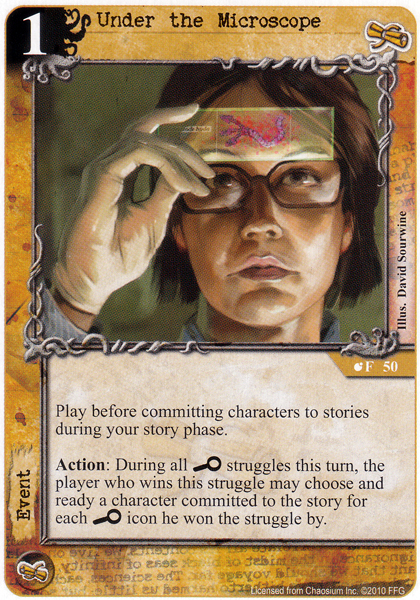 1
Under the Microscope
Illus. David Sourwine
F 50
Play before committing characters to stories
during your story phase.
Action: During all struggles this turn, the
player who wins this struggle may choose and
ready a character committed to the story for
each icon he won the struggle by.
Event
Licensed from Chaosium Inc. ©2010 FFG